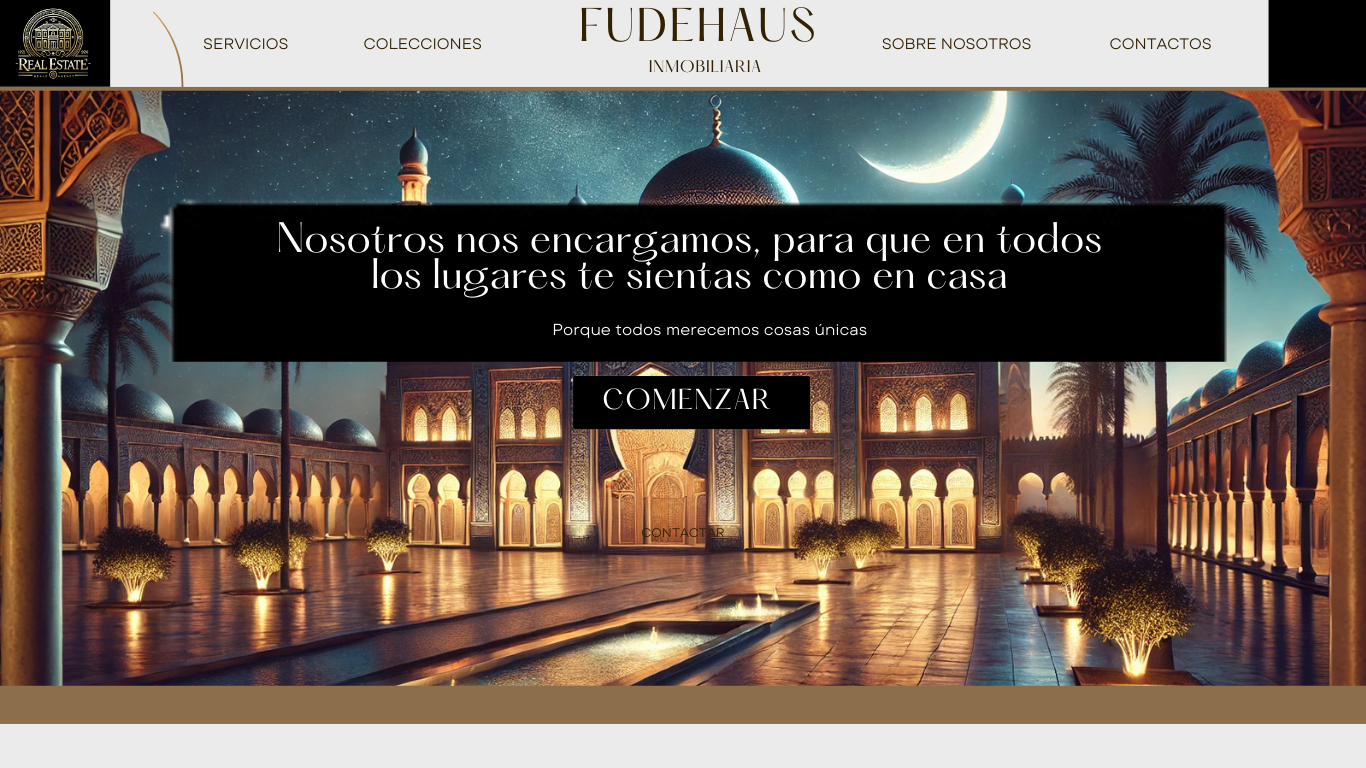 REAL ESTATE
SERVICIOS
COLECCIONES
FUDEHAUS
INMOBILIARIA
SOBRE NOSOTROS
CONTACTOS
Nosotros nos encargamos, para que en todos
los lugares te sientas como en casa
Porque todos merecemos cosas únicas
COMENZAR
CONTACTAR